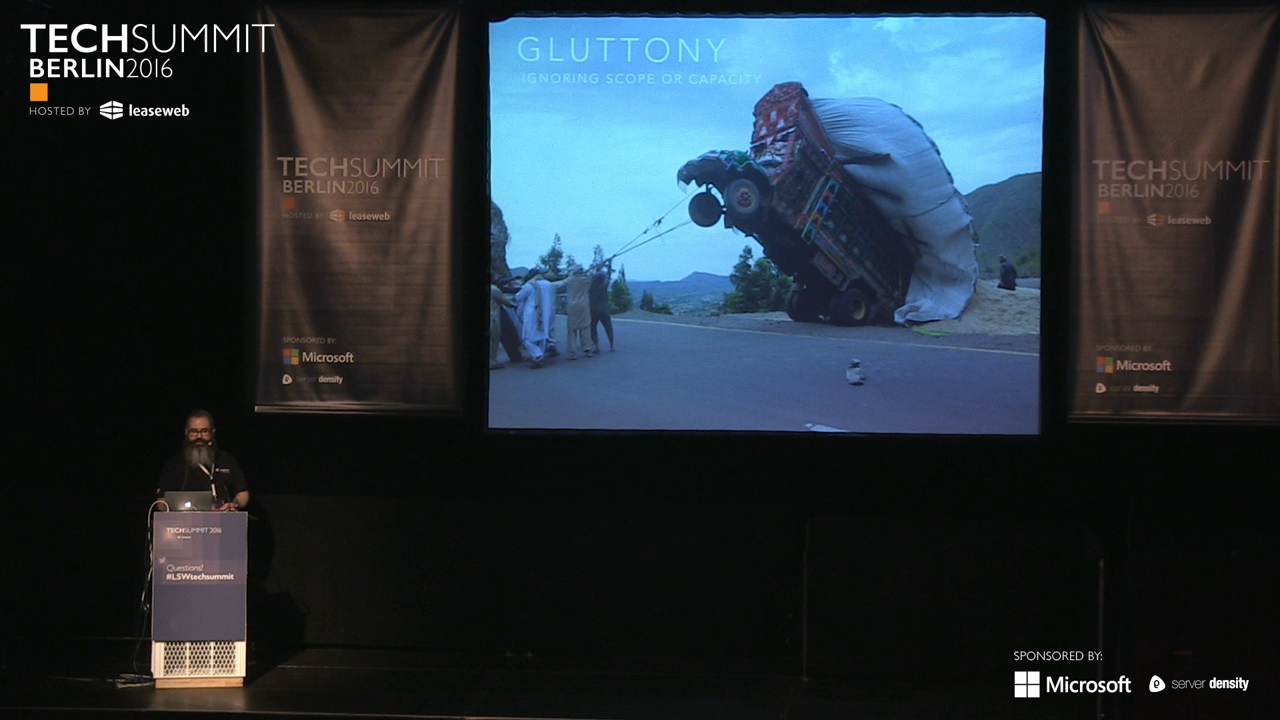 TECHSUMMIT
BERLIN2016
HOSTED BY leaseweb
GLUTTONY
IGNORING SCOPE OR CAPACITY
TECHSUMMIT
BERLIN2016
HOSTED BY leaseweb
SPONSORED BY:
Microsoft
server density
TECHSUMMIT
BERLIN2016
HOSTED BY leaseweb
SPONSORED BY:
Microsoft
server density
TECHSUMMIT 2016
Questions?
#LSWtechsummit
SPONSORED BY:
Microsoft
server density